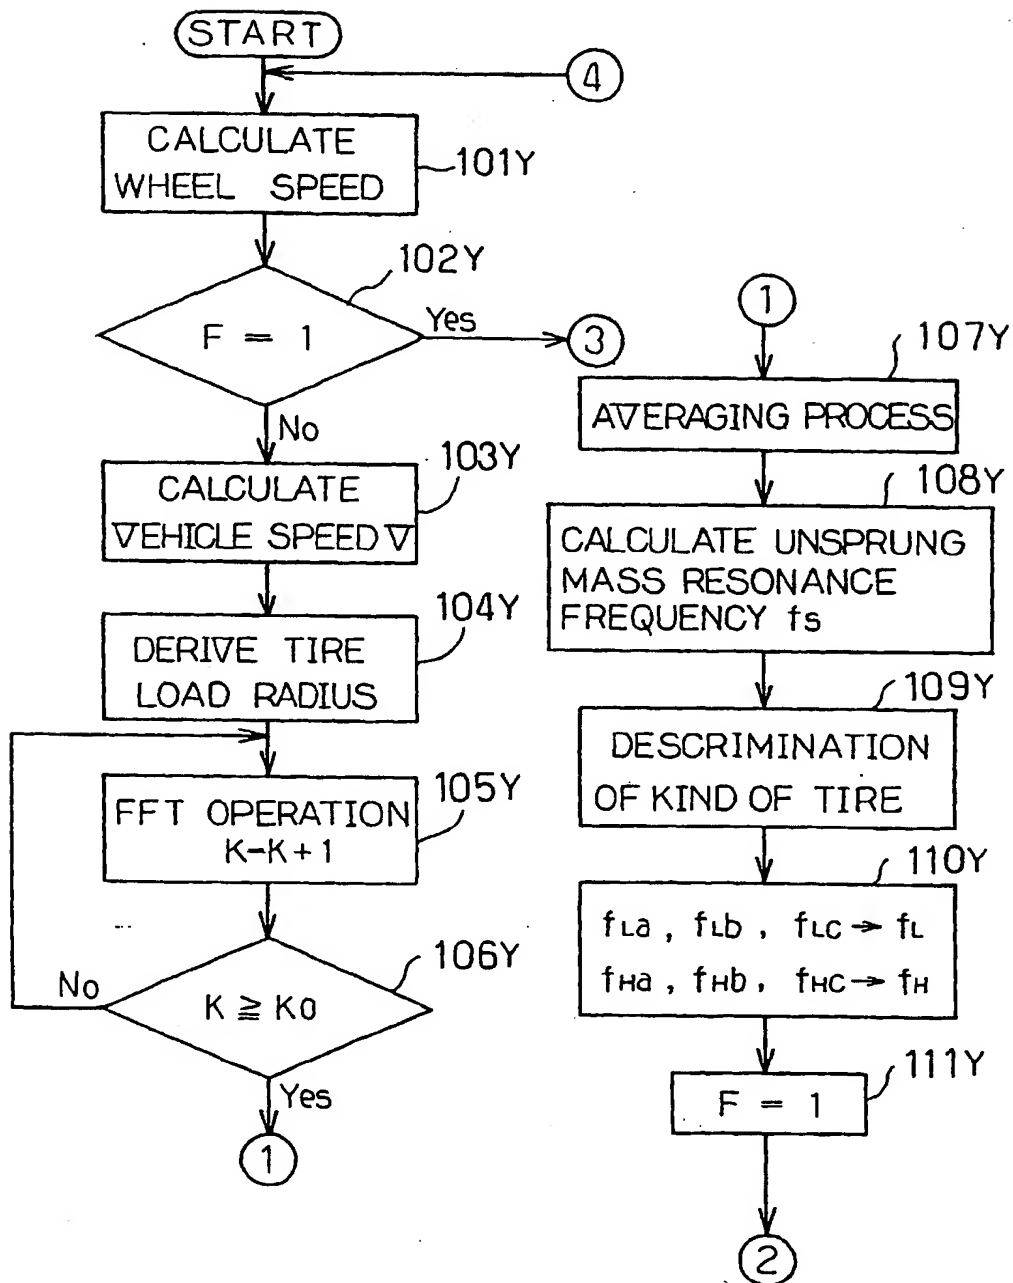 START
4
CALCULATE
WHEEL SPEED
101Y
102Y
F = 1
Yes
3
No
103Y
CALCULATE
VEHICLE SPEED V
104Y
DERIVE TIRE
LOAD RADIUS
105Y
FFT OPERATION
K-K+1
106Y
No
K ≧ Ko
Yes
1
1
107Y
AVERAGING PROCESS
108Y
CALCULATE UNSPRUNG
MASS RESONANCE
FREQUENCY fs
109Y
DESCRIMINATION
OF KIND OF TIRE
110Y
fLa , fLb , fLc → fL
fHa , fHb , fHc → fH
111Y
F = 1
2